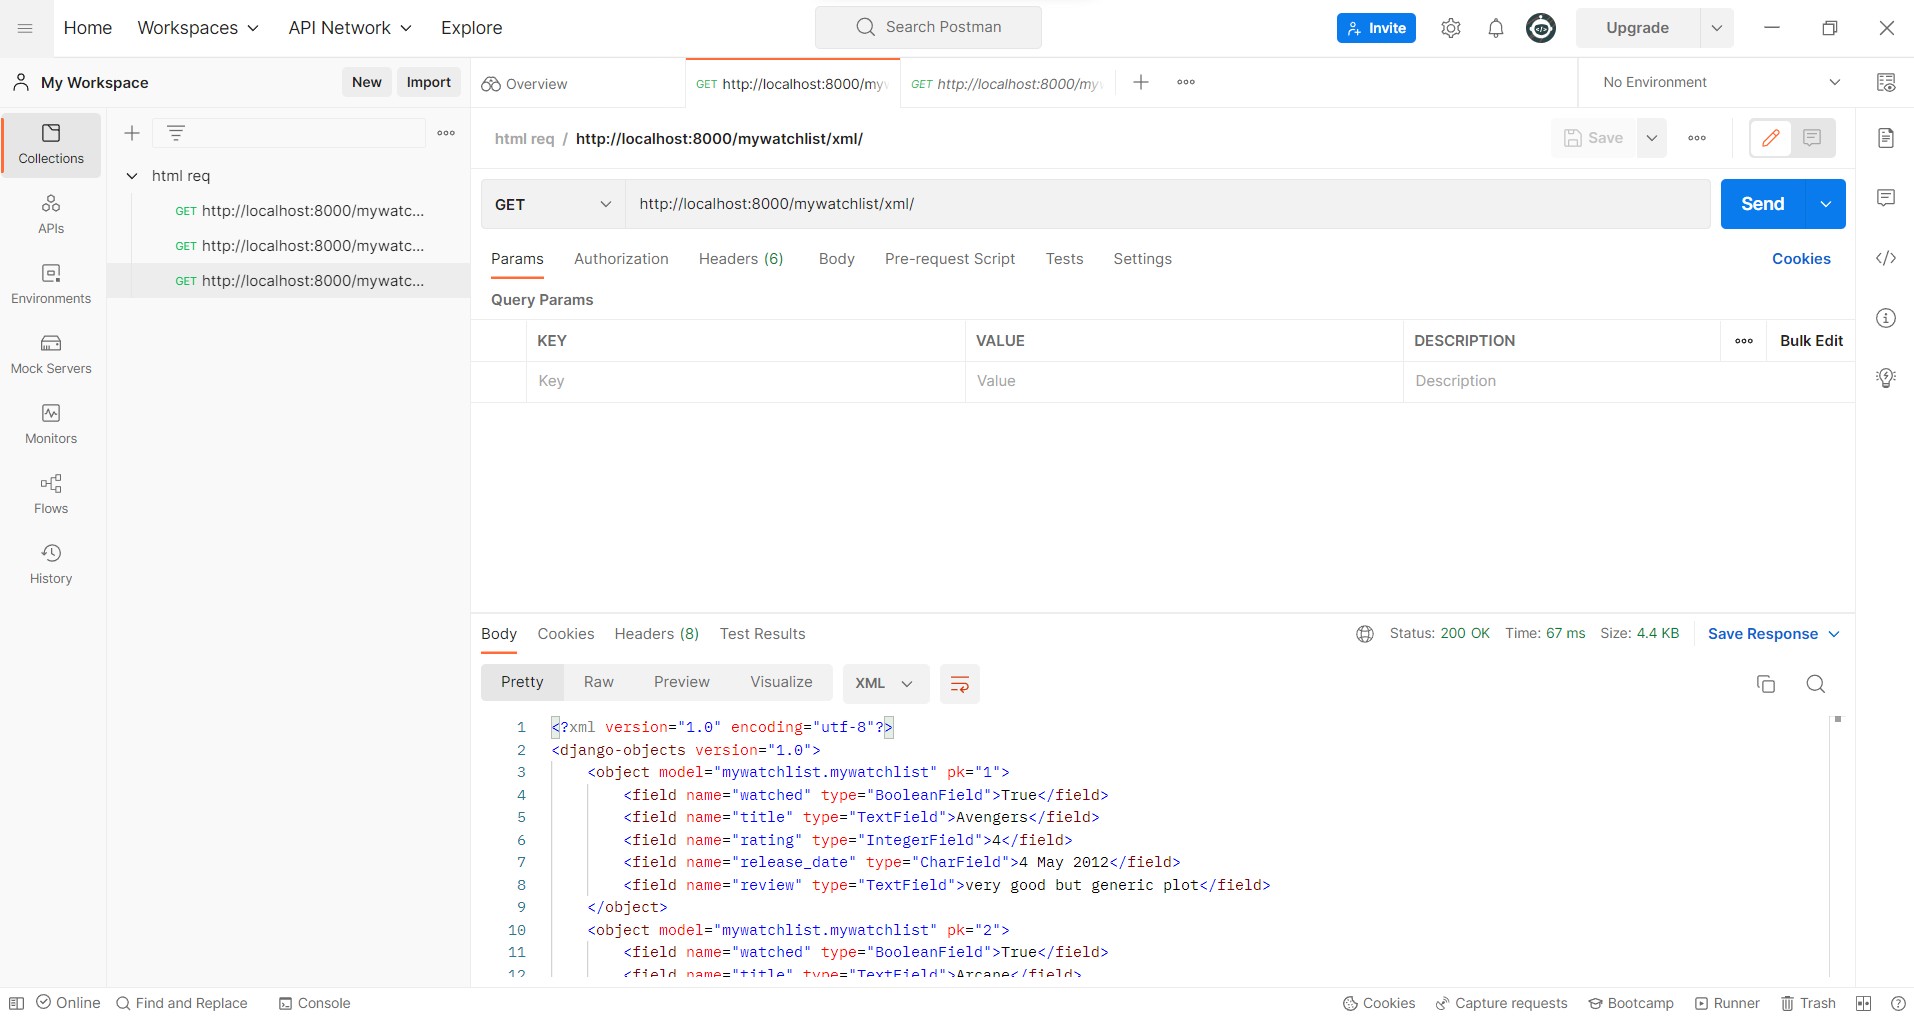 Home Workspaces API Network Explore Search Postman Invite Upgrade
My Workspace New Import Overview GET http://localhost:8000/my GET http://localhost:8000/my No Environment
html req / http://localhost:8000/mywatchlist/xml/ Save
Collections
html req
GET http://localhost:8000/mywatc...
GET http://localhost:8000/mywatc...
GET http://localhost:8000/mywatc...
APIs
Environments
Mock Servers
Monitors
Flows
History
GET http://localhost:8000/mywatchlist/xml/ Send
Params Authorization Headers (6) Body Pre-request Script Tests Settings Cookies
Query Params
KEY VALUE DESCRIPTION Bulk Edit
Key Value Description
Body Cookies Headers (8) Test Results Status: 200 OK Time: 67 ms Size: 4.4 KB Save Response
Pretty Raw Preview Visualize XML
1 <?xml version="1.0" encoding="utf-8"?>
2 <django-objects version="1.0">
3 <object model="mywatchlist.mywatchlist" pk="1">
4 <field name="watched" type="BooleanField">True</field>
5 <field name="title" type="TextField">Avengers</field>
6 <field name="rating" type="IntegerField">4</field>
7 <field name="release_date" type="CharField">4 May 2012</field>
8 <field name="review" type="TextField">very good but generic plot</field>
9 </object>
10 <object model="mywatchlist.mywatchlist" pk="2">
11 <field name="watched" type="BooleanField">True</field>
12 <field name="title" type="TextField">Arcane</field>
Online Find and Replace Console Cookies Capture requests Bootcamp Runner Trash